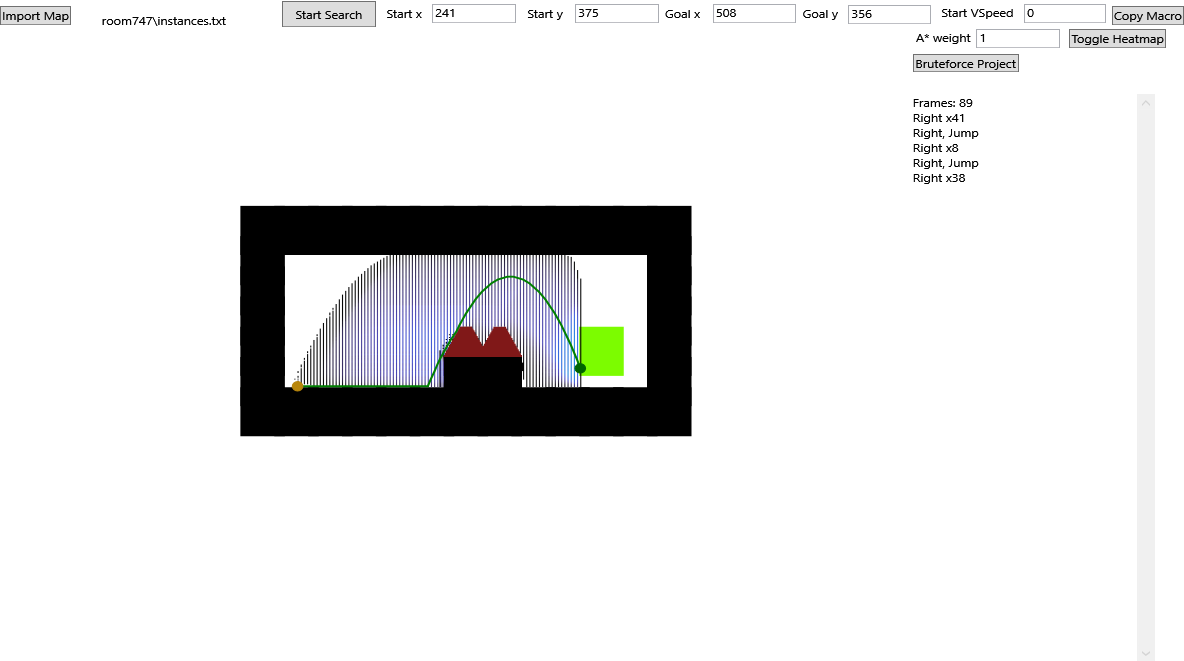 Import Map
room747\instances.txt
Start Search
Start x 241
Start y 375
Goal x 508
Goal y 356
Start VSpeed 0
Copy Macro
A* weight 1
Toggle Heatmap
Bruteforce Project
Frames: 89
Right x41
Right, Jump
Right x8
Right, Jump
Right x38